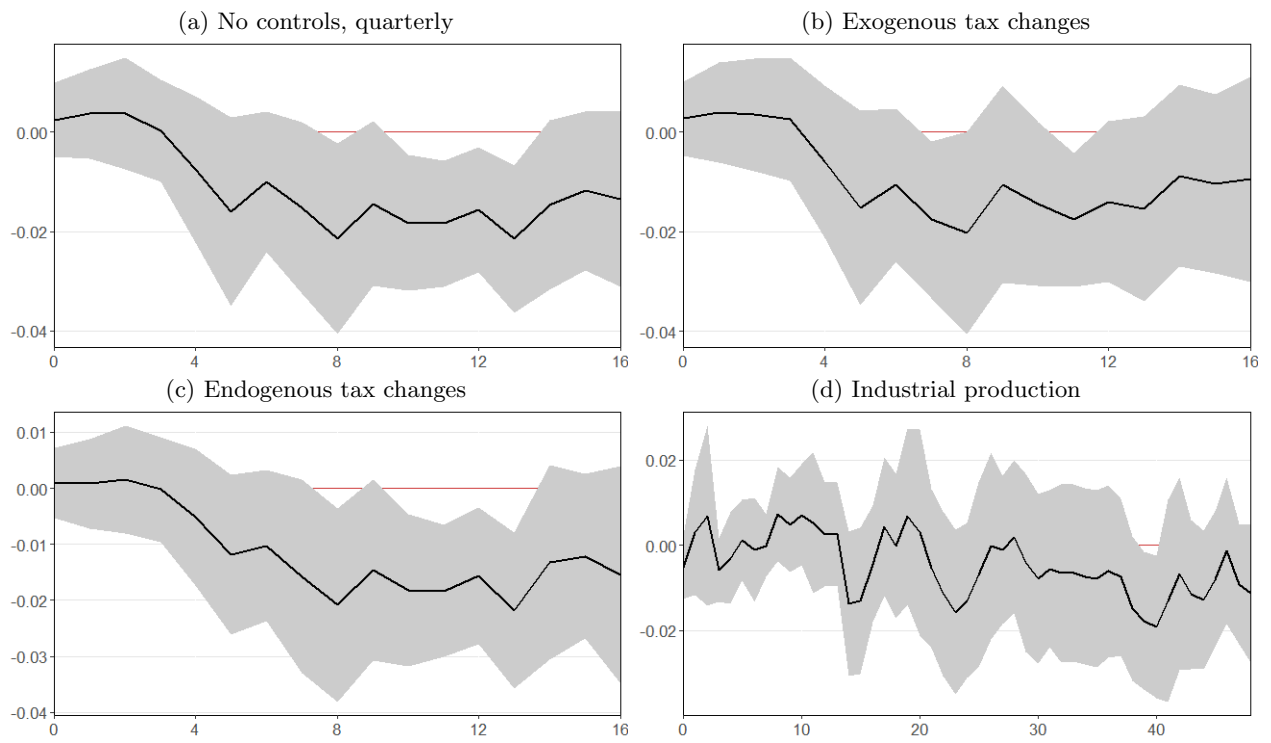 (a) No controls, quarterly
0.00
-0.02
-0.04
0 4 8 12 16
(b) Exogenous tax changes
0.00
-0.02
-0.04
0 4 8 12 16
(c) Endogenous tax changes
0.01
0.00
-0.01
-0.02
-0.03
-0.04
0 4 8 12 16
(d) Industrial production
0.02
0.00
-0.02
0 10 20 30 40